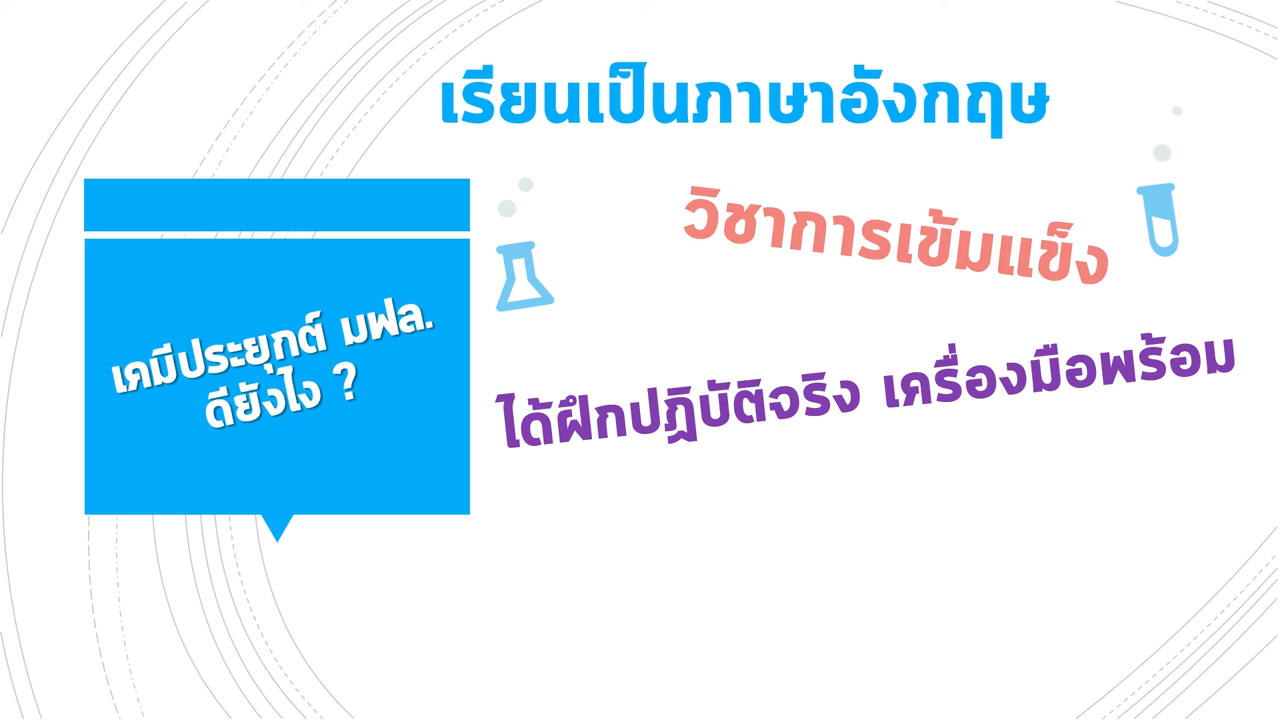 เรียนเป็นภาษาอังกฤษ
วิชาการเข้มแข็ง
เคมีประยุกต์ มฟล.
ดียังไง ?
ได้ฝึกปฏิบัติจริง เครื่องมือพร้อม